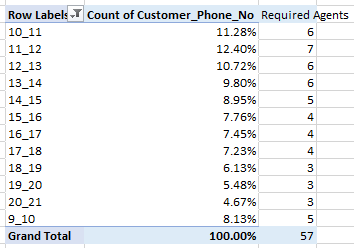 Row Labels Count of Customer_Phone_No Required Agents
10_11 11.28% 6
11_12 12.40% 7
12_13 10.72% 6
13_14 9.80% 6
14_15 8.95% 5
15_16 7.76% 4
16_17 7.45% 4
17_18 7.23% 4
18_19 6.13% 3
19_20 5.48% 3
20_21 4.67% 3
9_10 8.13% 5
Grand Total 100.00% 57